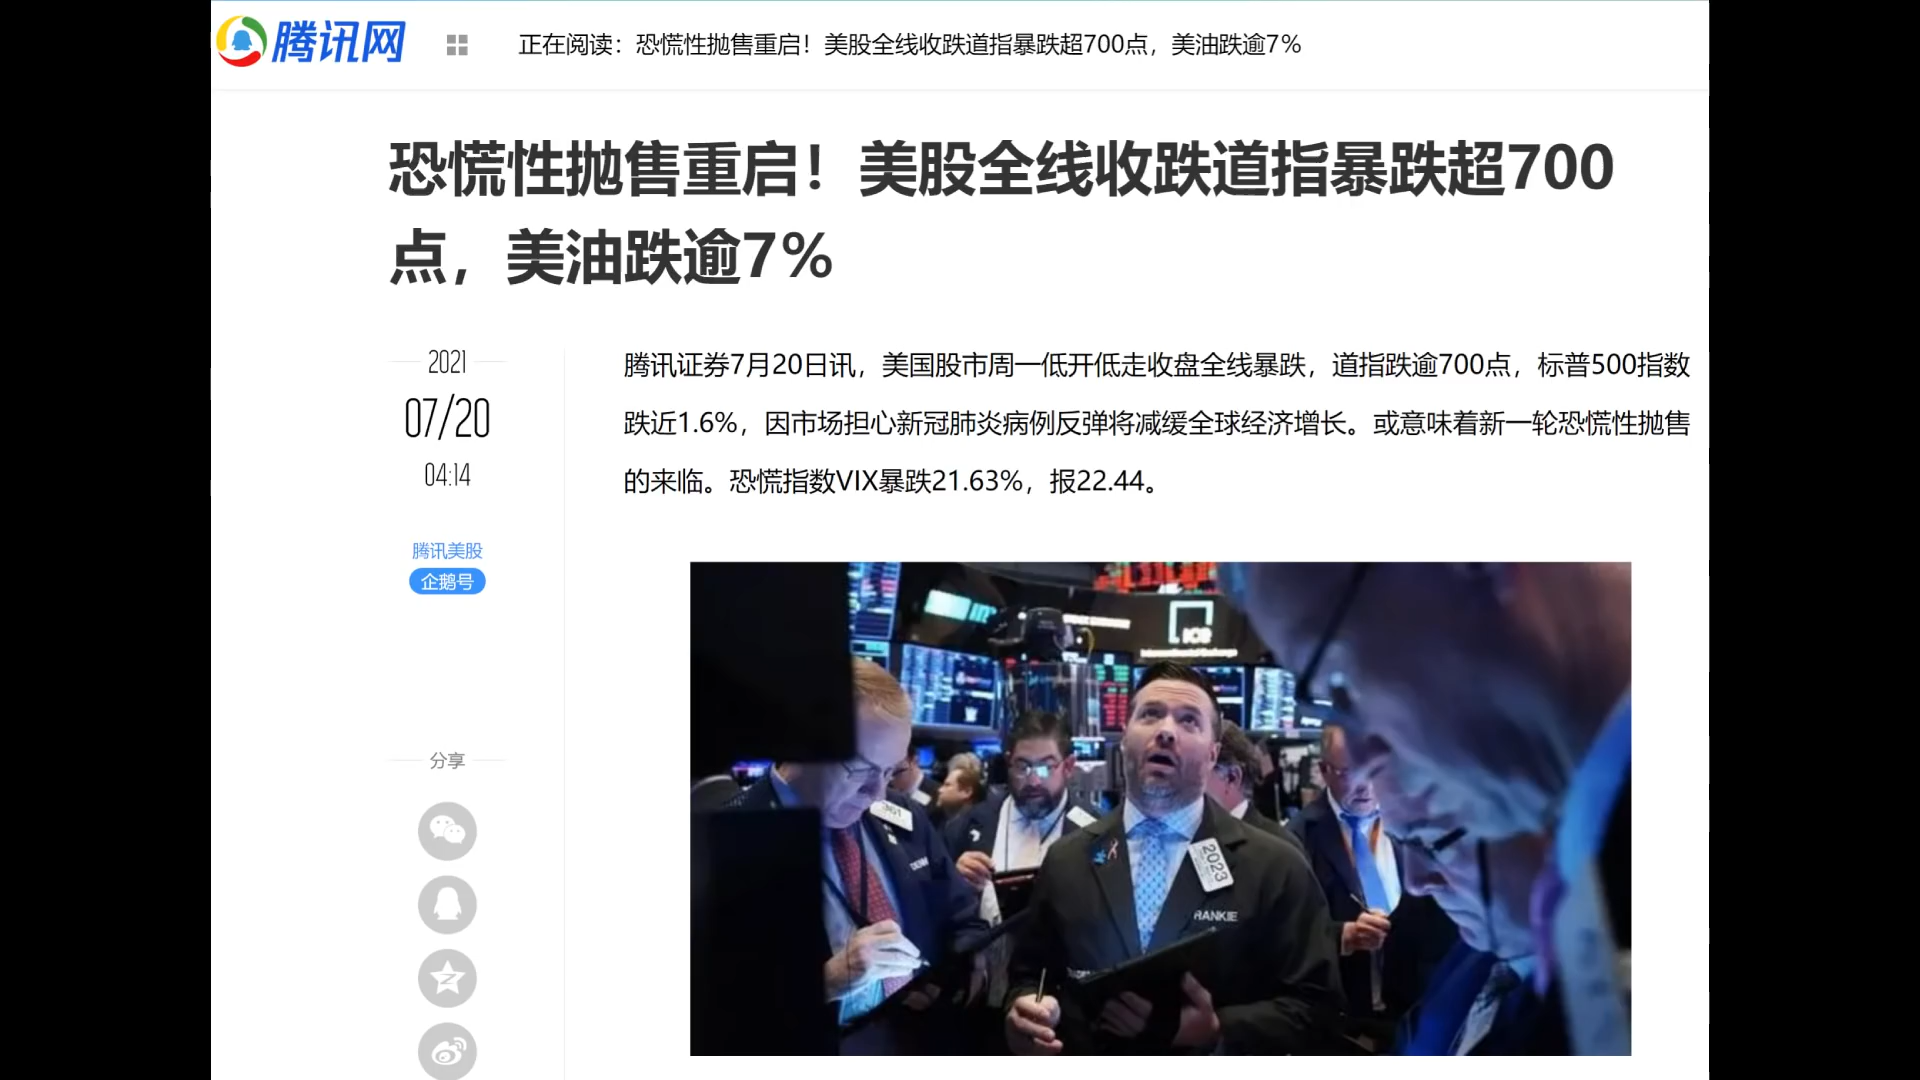 腾讯网
正在阅读：恐慌性抛售重启！美股全线收跌道指暴跌超700点，美油跌逾7%
恐慌性抛售重启！美股全线收跌道指暴跌超700
点，美油跌逾7%
2021
07/20
04:14
腾讯美股
企鹅号
分享
腾讯证券7月20日讯，美国股市周一低开低走收盘全线暴跌，道指跌逾700点，标普500指数
跌近1.6%，因市场担心新冠肺炎病例反弹将减缓全球经济增长。或意味着新一轮恐慌性抛售
的来临。恐慌指数VIX暴跌21.63%，报22.44。
ICE
2023
RANKIE